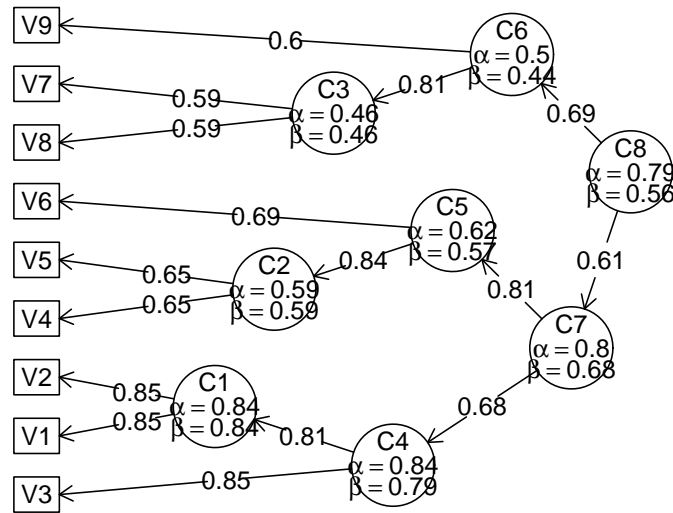 V9
0.6
C6
α = 0.5
β = 0.44
V7
0.59
0.81
C3
α = 0.46
β = 0.46
V8
0.59
0.69
C8
α = 0.79
β = 0.56
V6
0.69
C5
α = 0.62
β = 0.57
V5
0.65
0.84
C2
α = 0.59
β = 0.59
V4
0.65
0.61
0.81
C7
α = 0.8
β = 0.68
V2
0.85
C1
α = 0.84
β = 0.84
V1
0.85
0.68
0.81
C4
α = 0.84
β = 0.79
V3
0.85